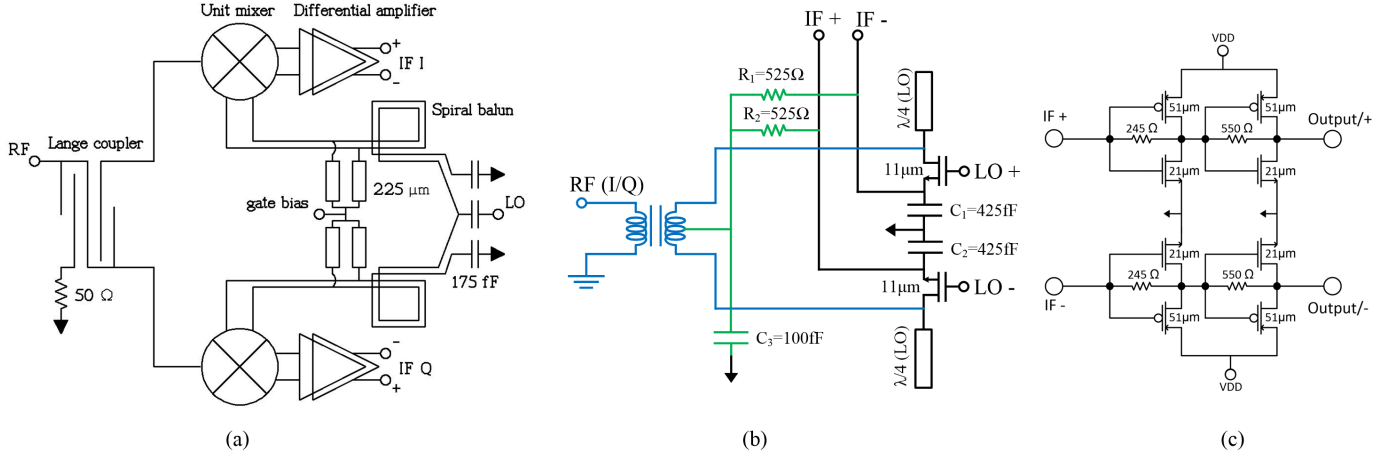 Unit mixer
Differential amplifier
+
IF I
−
Spiral balun
Lange coupler
RF
225 μm
gate bias
LO
50 Ω
175 fF
−
IF Q
+
(a)
IF + IF -
R1=525Ω
R2=525Ω
λ/4 (LO)
11μm
LO +
RF (I/Q)
C1=425fF
C2=425fF
11μm
LO -
C3=100fF
λ/4 (LO)
(b)
VDD
51μm
51μm
IF +
245 Ω
550 Ω
Output/+
21μm
21μm
21μm
21μm
IF -
245 Ω
550 Ω
Output/-
51μm
51μm
VDD
(c)